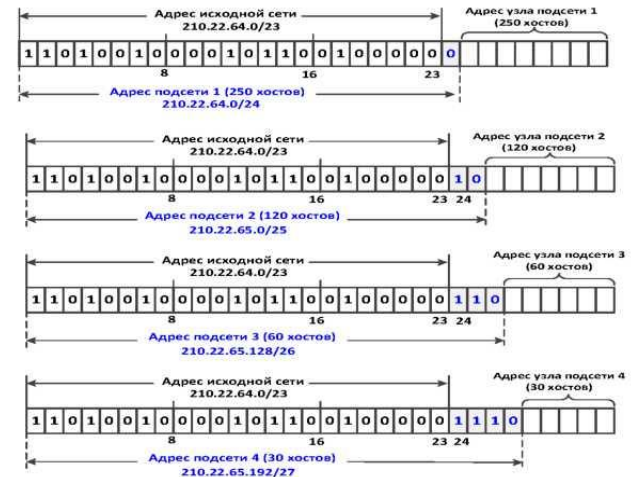 Адрес исходной сети
210.22.64.0/23
Адрес узла подсети 1
(250 хостов)
1 1 0 1 0 0 1 0 0 0 0 1 0 1 1 0 0 1 0 0 0 0 0 0
8 16 23
Адрес подсети 1 (250 хостов)
210.22.64.0/24
Адрес исходной сети
210.22.64.0/23
Адрес узла подсети 2
(120 хостов)
1 1 0 1 0 0 1 0 0 0 0 1 0 1 1 0 0 1 0 0 0 0 0 1 0
8 16 23 24
Адрес подсети 2 (120 хостов)
210.22.65.0/25
Адрес исходной сети
210.22.64.0/23
Адрес узла подсети 3
(60 хостов)
1 1 0 1 0 0 1 0 0 0 0 1 0 1 1 0 0 1 0 0 0 0 0 1 1 0
8 16 23 24
Адрес подсети 3 (60 хостов)
210.22.65.128/26
Адрес исходной сети
210.22.64.0/23
Адрес узла подсети 4
(30 хостов)
1 1 0 1 0 0 1 0 0 0 0 1 0 1 1 0 0 1 0 0 0 0 0 1 1 1 0
8 16 23 24
Адрес подсети 4 (30 хостов)
210.22.65.192/27